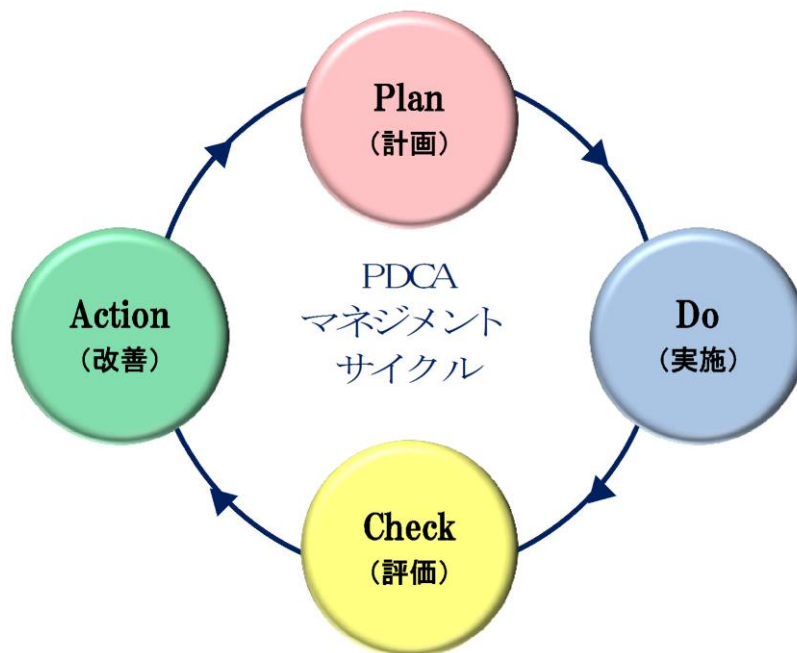 Plan
（計画）
Do
（実施）
Check
（評価）
Action
（改善）
PDCA
マネジメント
サイクル